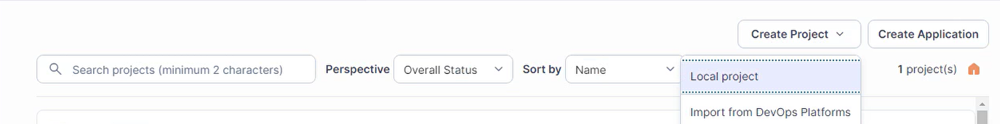 Create Project
Create Application
Search projects (minimum 2 characters)
Perspective
Overall Status
Sort by
Name
1 project(s)
Local project
Import from DevOps Platforms